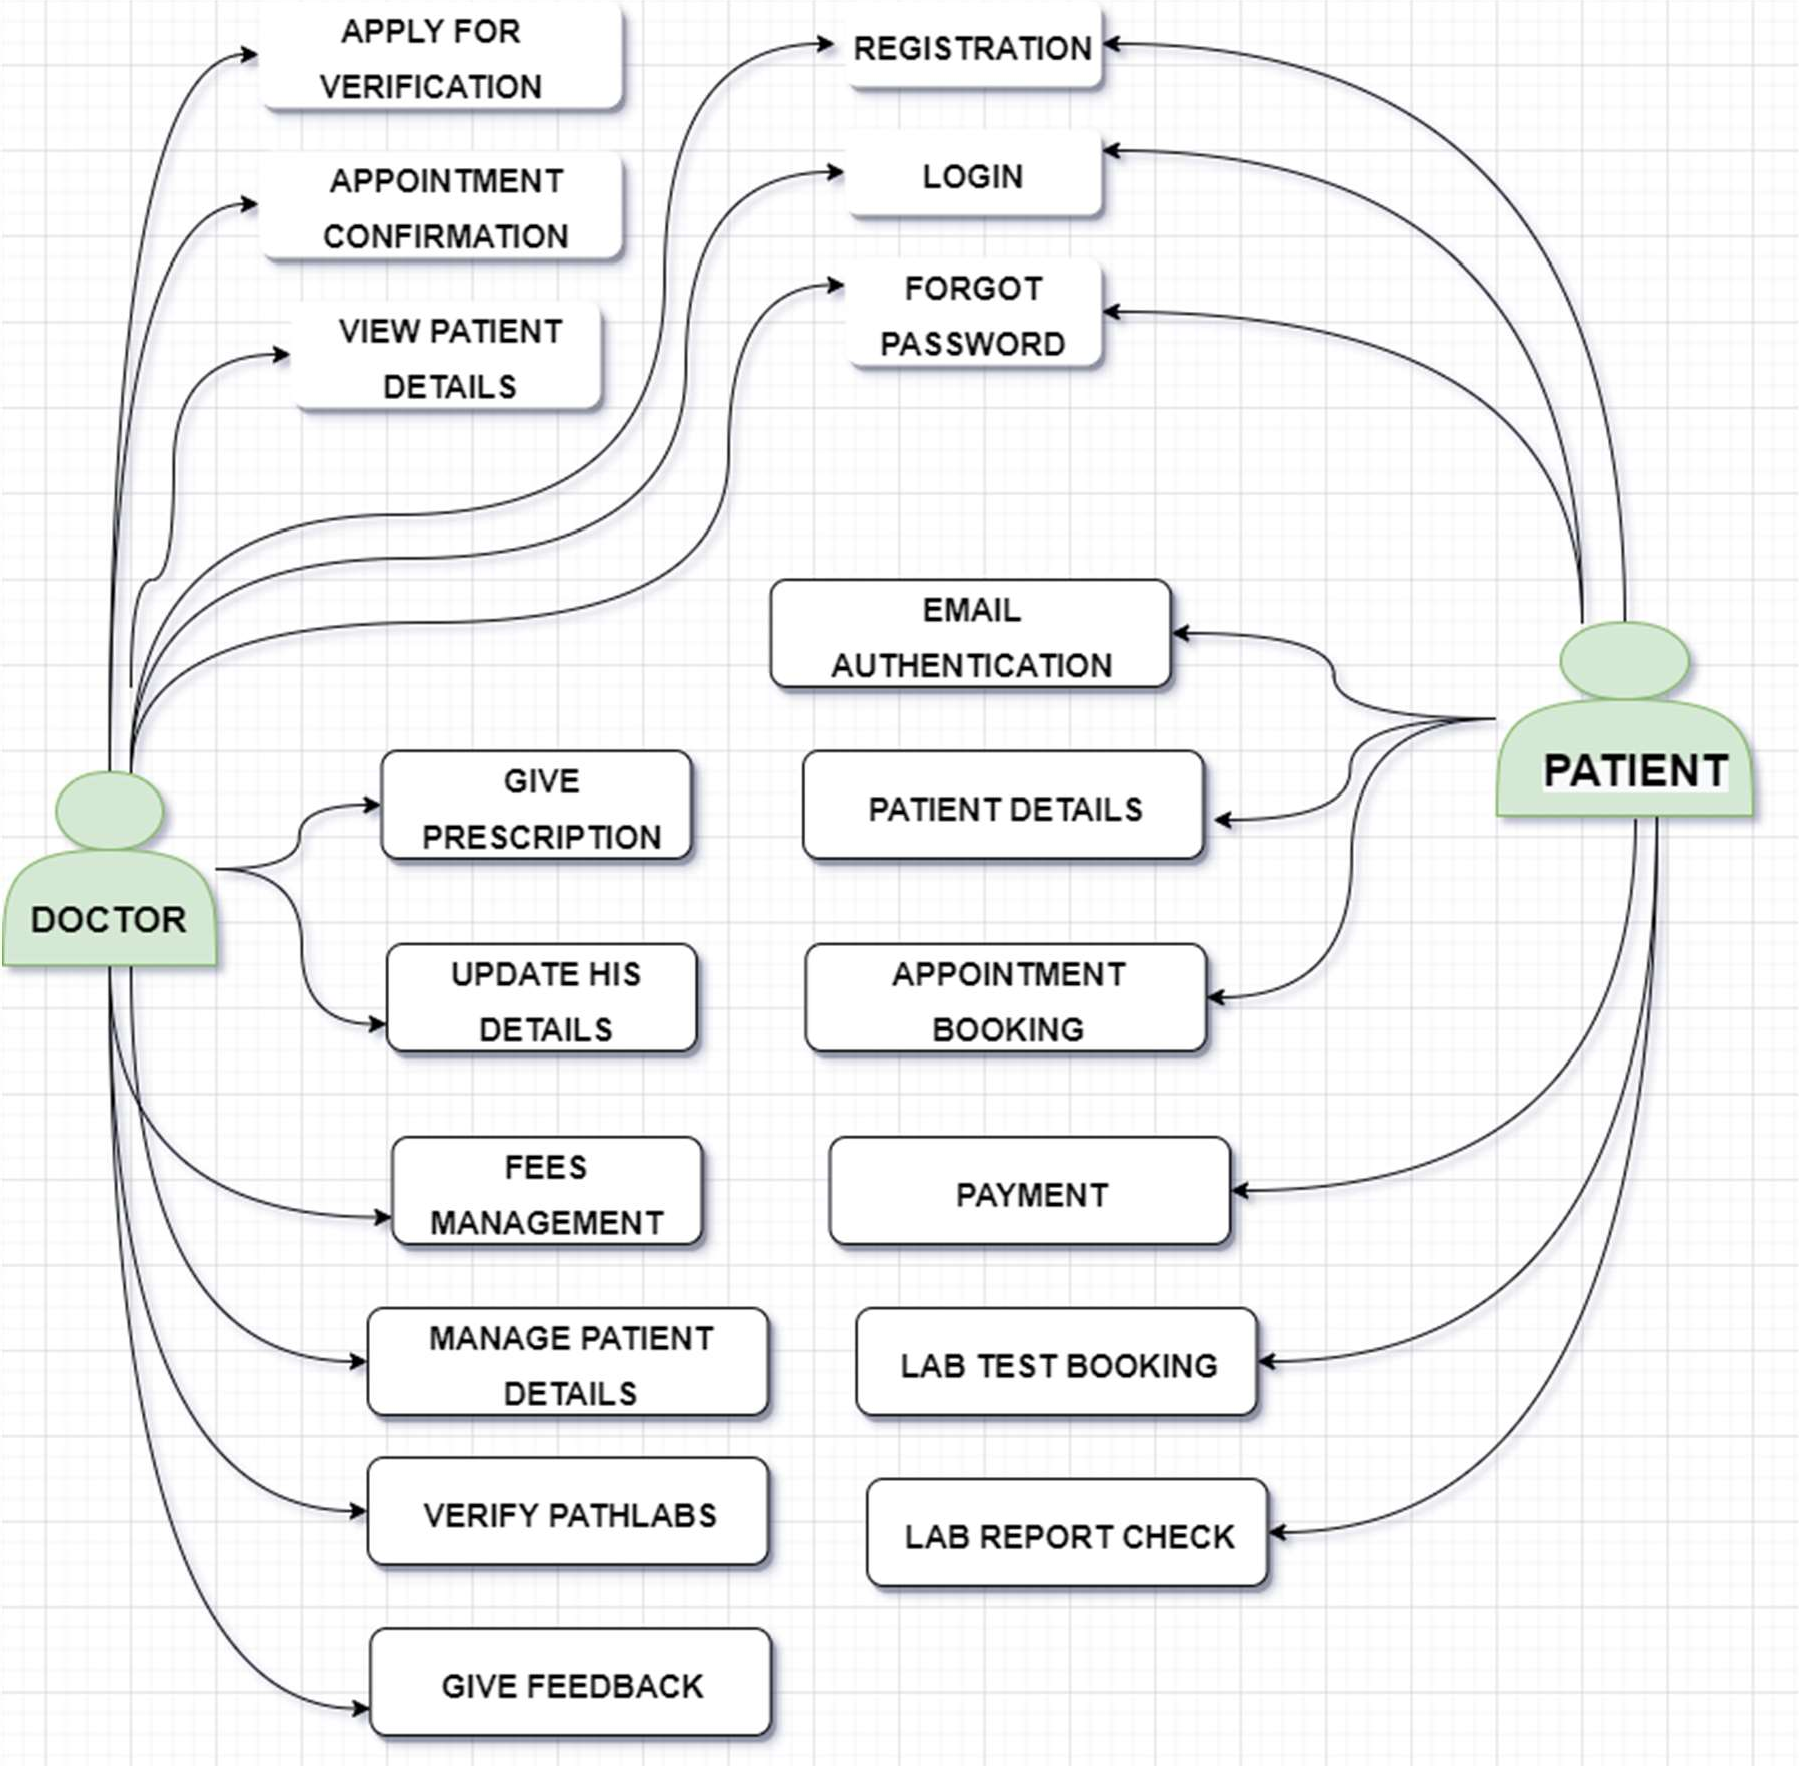 APPLY FOR
VERIFICATION
APPOINTMENT
CONFIRMATION
VIEW PATIENT
DETAILS
REGISTRATION
LOGIN
FORGOT
PASSWORD
EMAIL
AUTHENTICATION
PATIENT DETAILS
APPOINTMENT
BOOKING
PATIENT
GIVE
PRESCRIPTION
DOCTOR
UPDATE HIS
DETAILS
FEES
MANAGEMENT
PAYMENT
MANAGE PATIENT
DETAILS
LAB TEST BOOKING
VERIFY PATHLABS
LAB REPORT CHECK
GIVE FEEDBACK